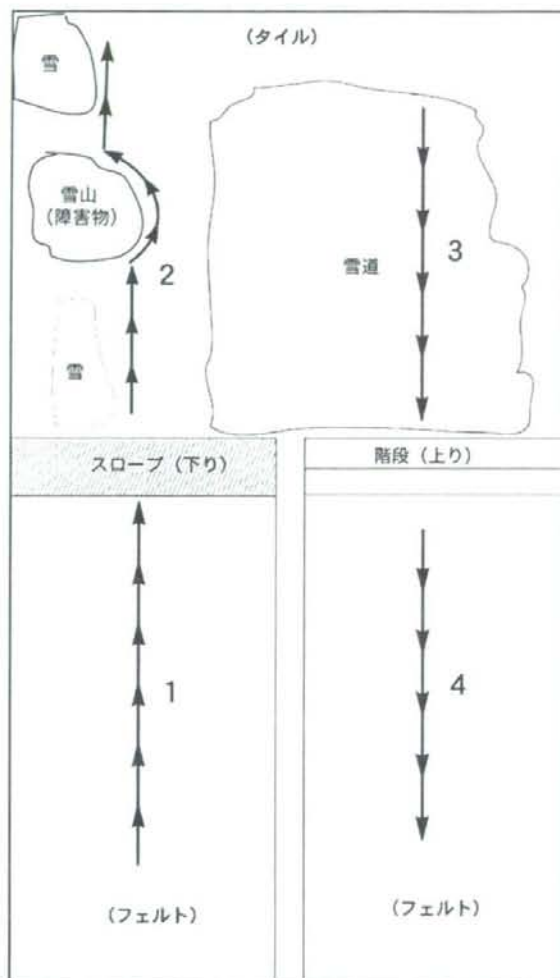 (タイル)
雪
雪山
(障害物)
2
雪
雪道
3
スロープ (下り)
階段 (上り)
1
4
(フェルト)
(フェルト)